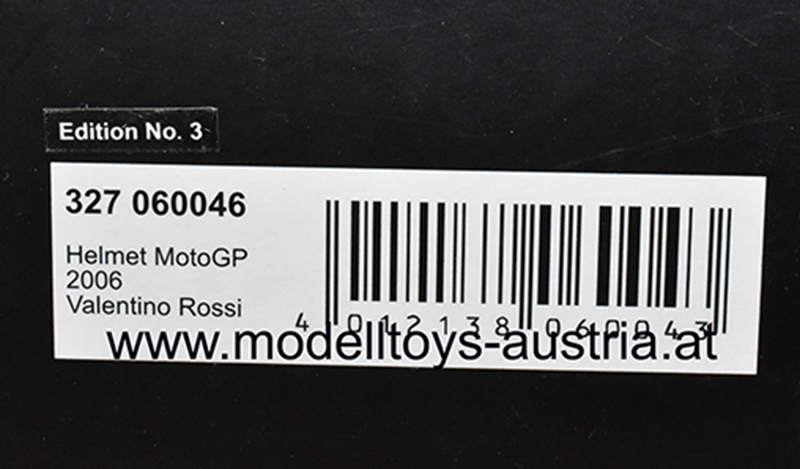 Edition No. 3
327 060046
Helmet MotoGP
2006
Valentino Rossi
4 012138 060043
www.modelltoys-austria.at